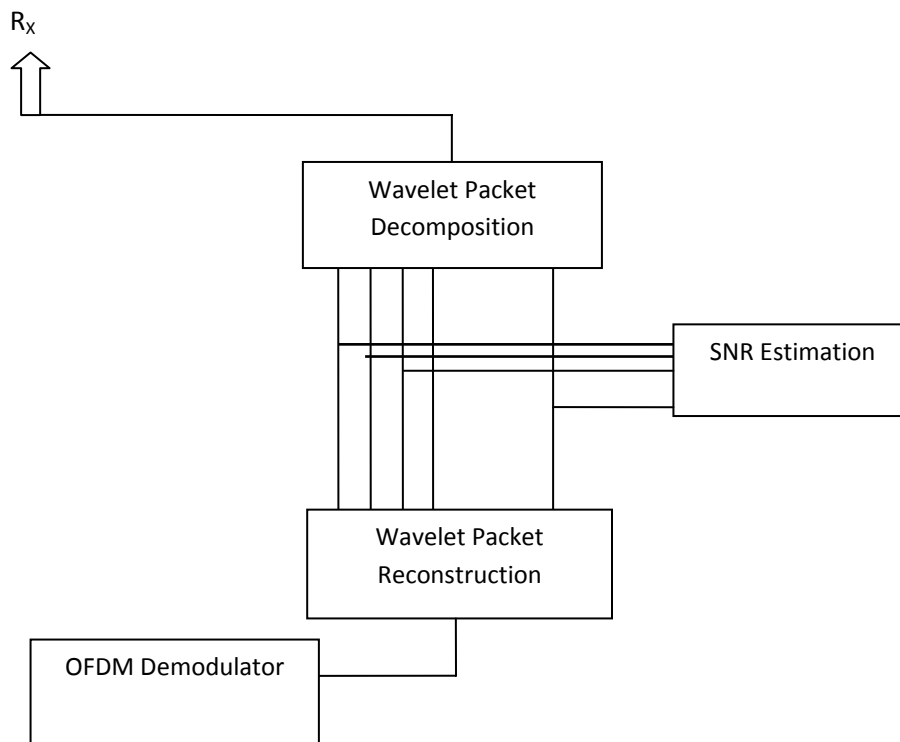 RX
Wavelet Packet
Decomposition
SNR Estimation
Wavelet Packet
Reconstruction
OFDM Demodulator